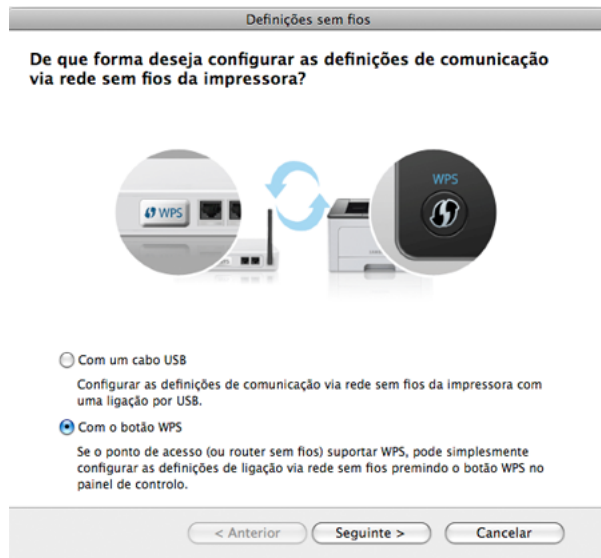 Definições sem fios
De que forma deseja configurar as definições de comunicação
via rede sem fios da impressora?
WPS
WPS
Com um cabo USB
Configurar as definições de comunicação via rede sem fios da impressora com
uma ligação por USB.
Com o botão WPS
Se o ponto de acesso (ou router sem fios) suportar WPS, pode simplesmente
configurar as definições de ligação via rede sem fios premindo o botão WPS no
painel de controlo.
< Anterior
Seguinte >
Cancelar